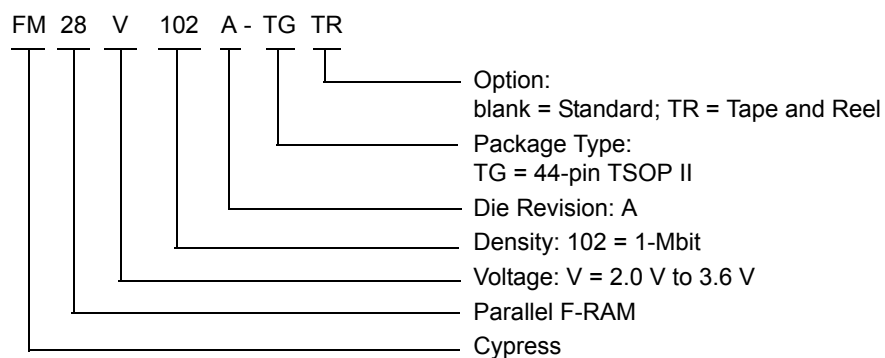 FM 28 V 102 A - TG TR
Option:
blank = Standard; TR = Tape and Reel
Package Type:
TG = 44-pin TSOP II
Die Revision: A
Density: 102 = 1-Mbit
Voltage: V = 2.0 V to 3.6 V
Parallel F-RAM
Cypress